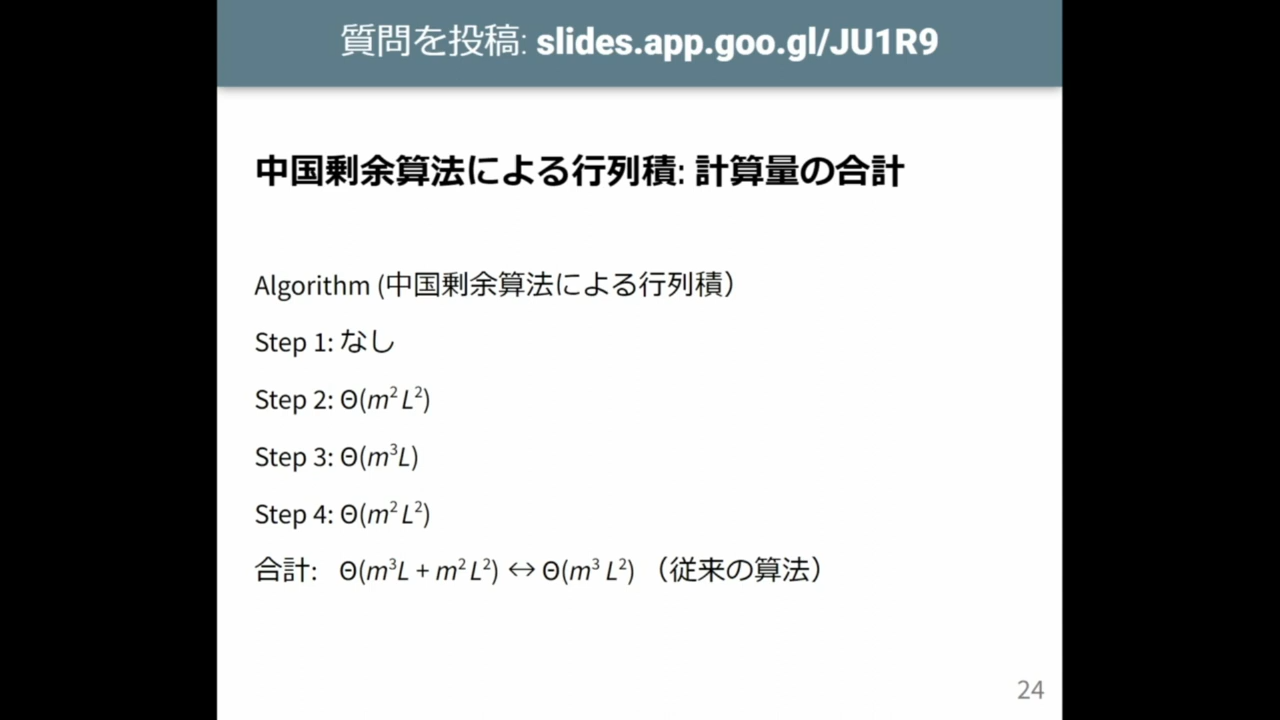 質問を投稿: slides.app.goo.gl/JU1R9
中国剰余算法による行列積: 計算量の合計
Algorithm (中国剰余算法による行列積）
Step 1: なし
Step 2: Θ(m² L²)
Step 3: Θ(m³L)
Step 4: Θ(m² L²)
合計: Θ(m³L + m² L²) ↔ Θ(m³ L²) （従来の算法）
24